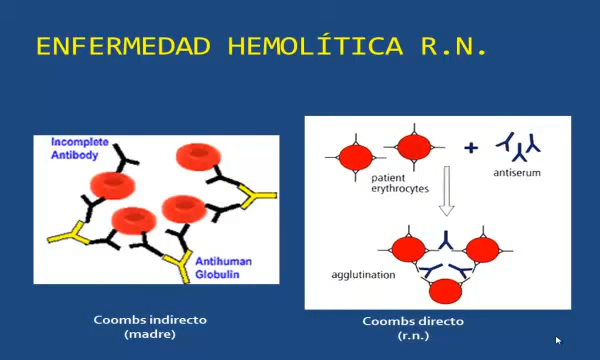 ENFERMEDAD HEMOLÍTICA R.N.
Incomplete
Antibody
Antihuman
Globulin
Coombs indirecto
(madre)
+
patient
erythrocytes
antiserum
agglutination
Coombs directo
(r.n.)